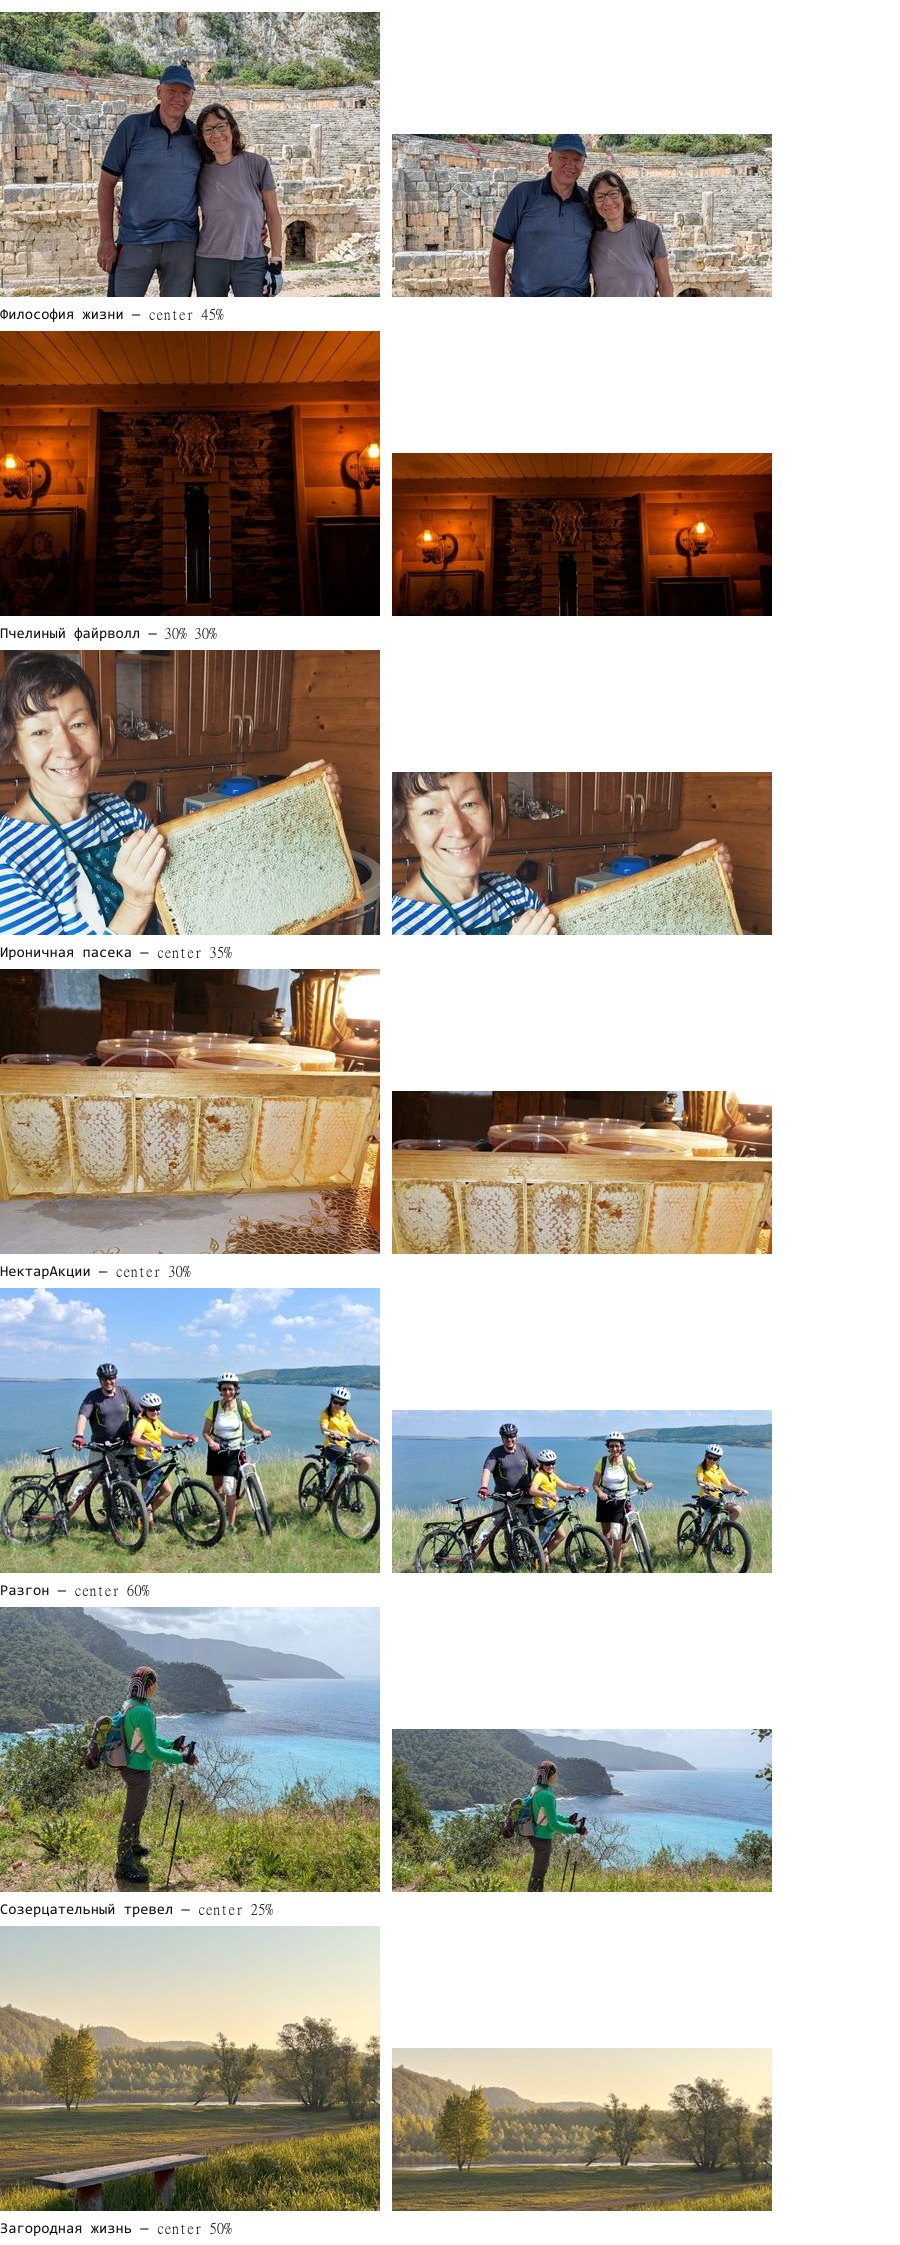 Философия жизни — center 45%
Пчелиный файрволл — 30% 30%
Ироничная пасека — center 35%
НектарАкции — center 30%
Разгон — center 60%
Созерцательный тревел — center 25%
Загородная жизнь — center 50%